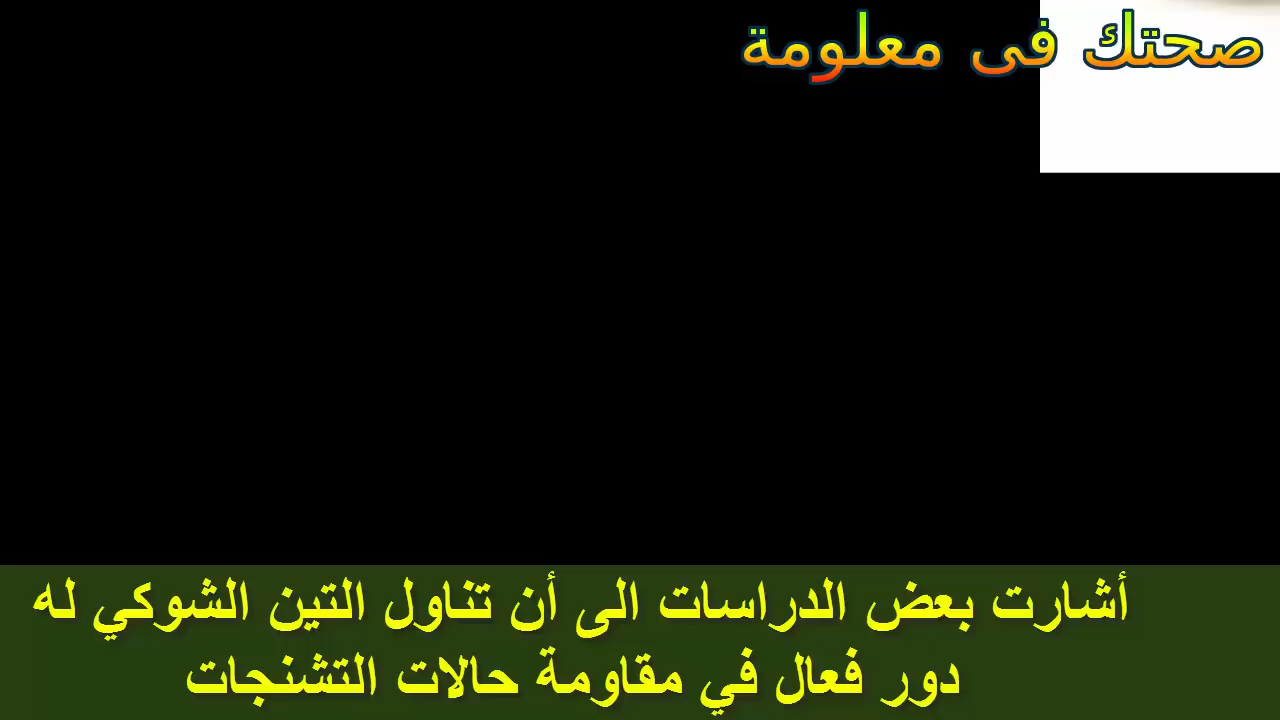 صحتك فى معلومة
أشارت بعض الدراسات الى أن تناول التين الشوكي له
دور فعال في مقاومة حالات التشنجات